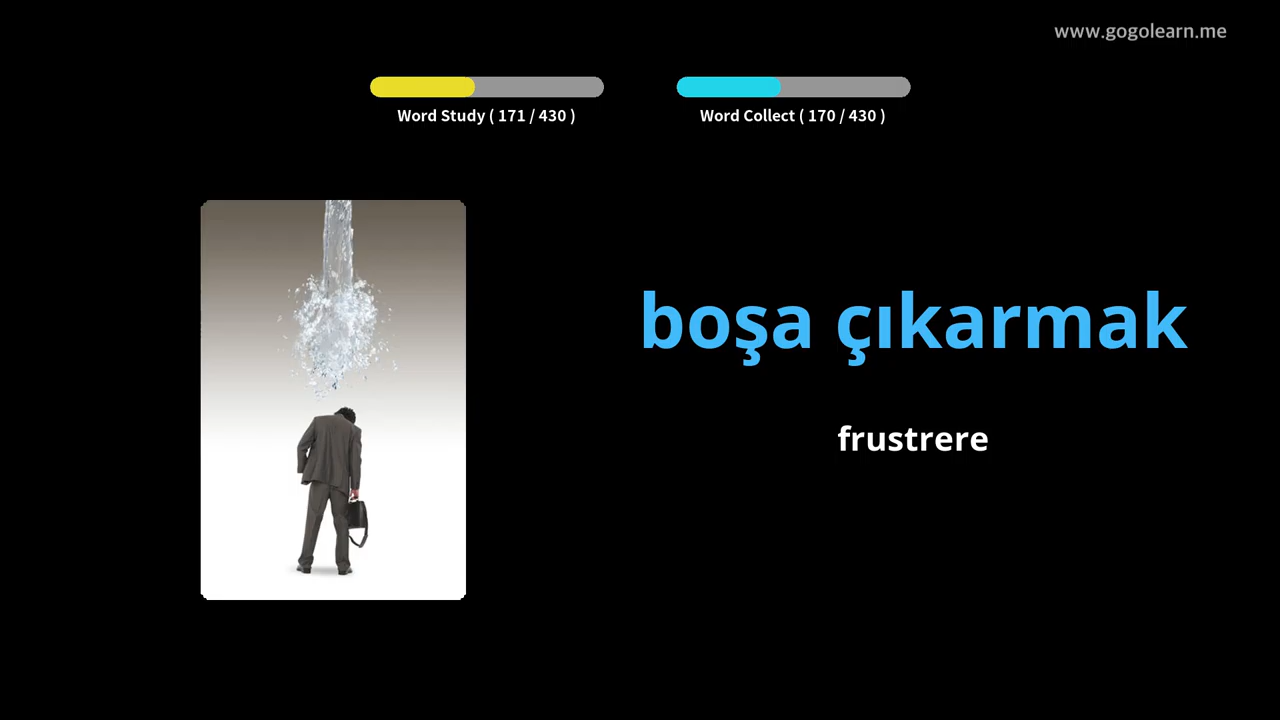 www.gogolearn.me
Word Study ( 171 / 430 )
Word Collect ( 170 / 430 )
boşa çıkarmak
frustrere